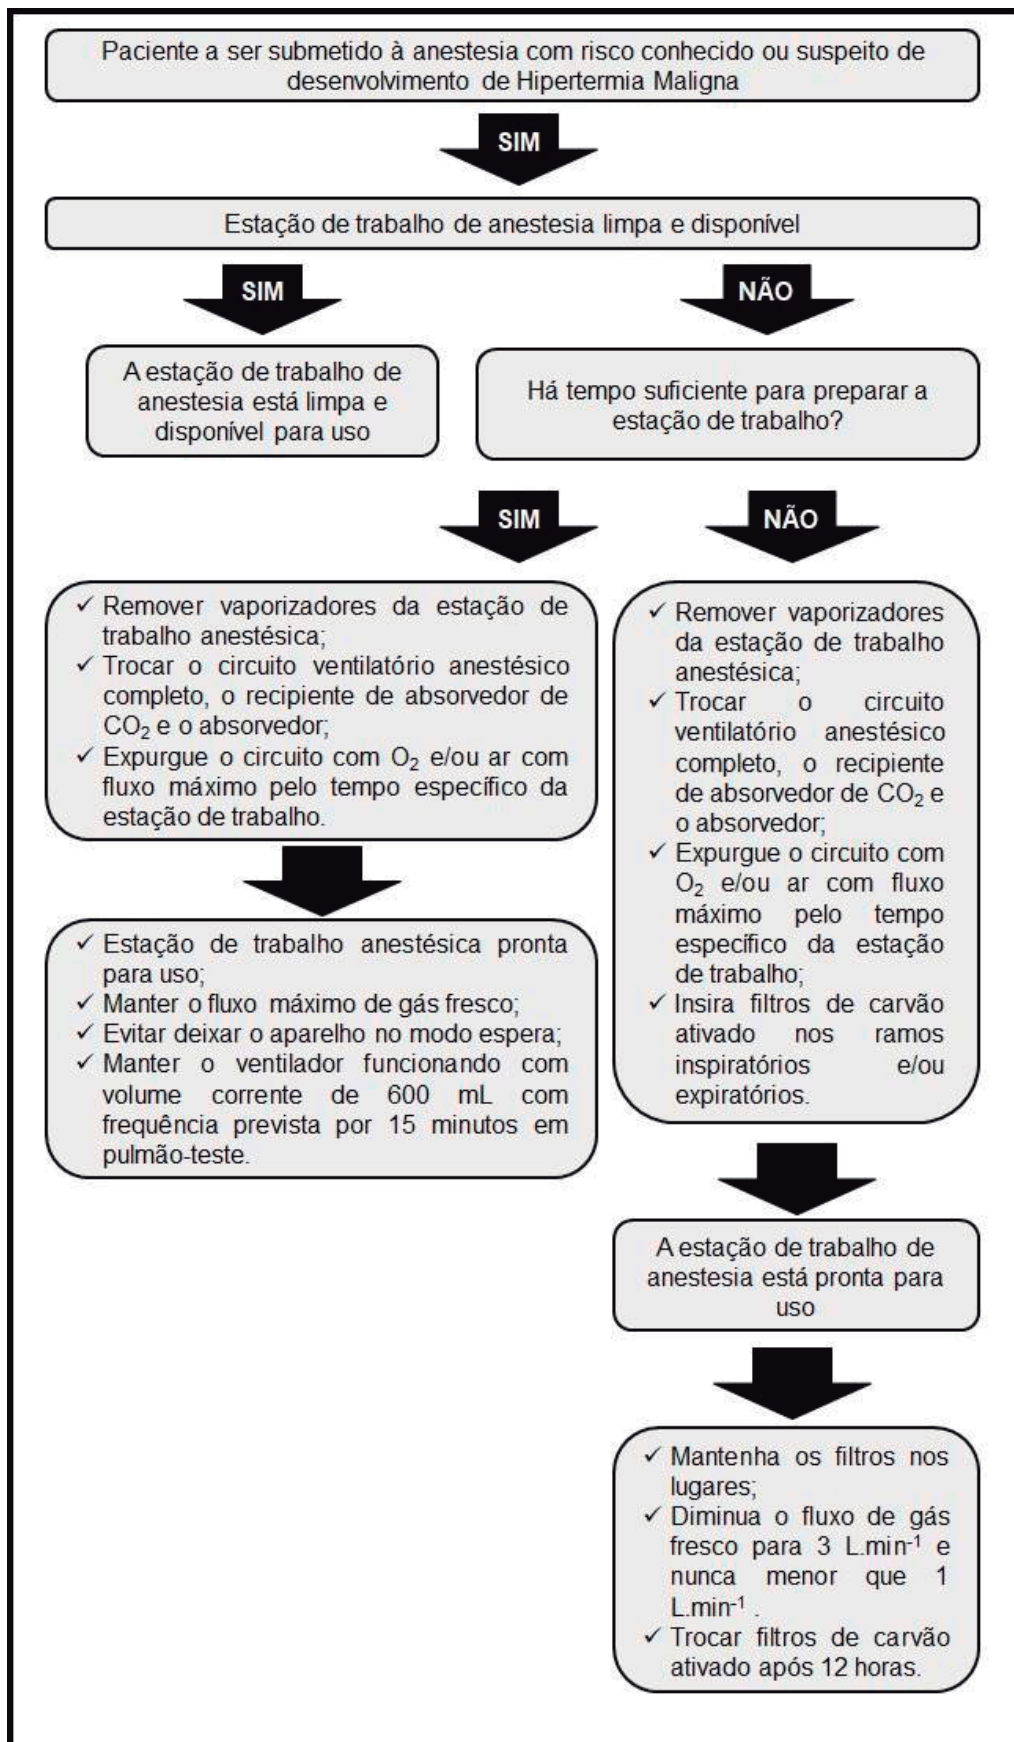 Paciente a ser submetido à anestesia com risco conhecido ou suspeito de
desenvolvimento de Hipertermia Maligna
SIM
Estação de trabalho de anestesia limpa e disponível
SIM
NÃO
A estação de trabalho de
anestesia está limpa e
disponível para uso
Há tempo suficiente para preparar a
estação de trabalho?
SIM
NÃO
✓ Remover vaporizadores da estação de
trabalho anestésica;
✓ Trocar o circuito ventilatório anestésico
completo, o recipiente de absorvedor de
CO₂ e o absorvedor;
✓ Expurgue o circuito com O₂ e/ou ar com
fluxo máximo pelo tempo específico da
estação de trabalho.
✓ Estação de trabalho anestésica pronta
para uso;
✓ Manter o fluxo máximo de gás fresco;
✓ Evitar deixar o aparelho no modo espera;
✓ Manter o ventilador funcionando com
volume corrente de 600 mL com
frequência prevista por 15 minutos em
pulmão-teste.
✓ Remover vaporizadores
da estação de trabalho
anestésica;
✓ Trocar o circuito
ventilatório anestésico
completo, o recipiente
de absorvedor de CO₂ e
o absorvedor;
✓ Expurgue o circuito com
O₂ e/ou ar com fluxo
máximo pelo tempo
específico da estação
de trabalho;
✓ Insira filtros de carvão
ativado nos ramos
inspiratórios e/ou
expiratórios.
A estação de trabalho de
anestesia está pronta para
uso
✓ Mantenha os filtros nos
lugares;
✓ Diminua o fluxo de gás
fresco para 3 L.min⁻¹ e
nunca menor que 1
L.min⁻¹ .
✓ Trocar filtros de carvão
ativado após 12 horas.